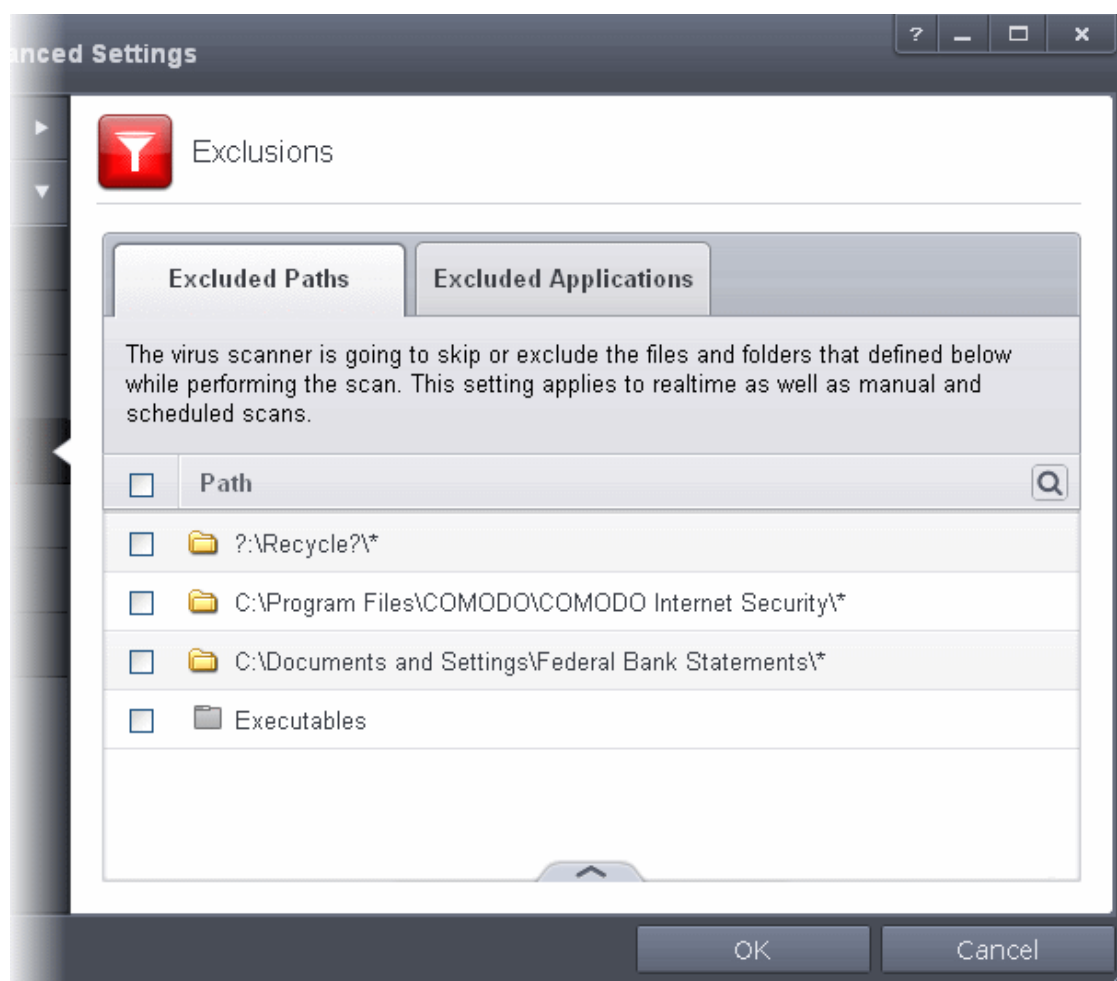 anced Settings
?
Exclusions
Excluded Paths
Excluded Applications
The virus scanner is going to skip or exclude the files and folders that defined below
while performing the scan. This setting applies to realtime as well as manual and
scheduled scans.
Path
?:\Recycle?\*
C:\Program Files\COMODO\COMODO Internet Security\*
C:\Documents and Settings\Federal Bank Statements\*
Executables
OK
Cancel